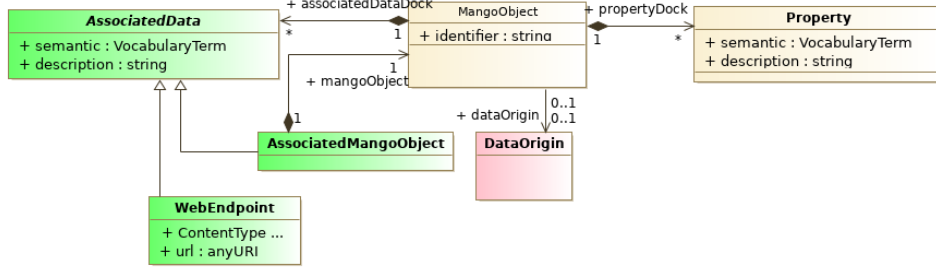 AssociatedData
+ semantic : VocabularyTerm
+ description : string
+ associatedDataDock
*
1
MangoObject
+ identifier : string
+ propertyDock
1
*
Property
+ semantic : VocabularyTerm
+ description : string
1
+ mangoObject
1
0..1
+ dataOrigin
0..1
AssociatedMangoObject
DataOrigin
WebEndpoint
+ ContentType ...
+ url : anyURI